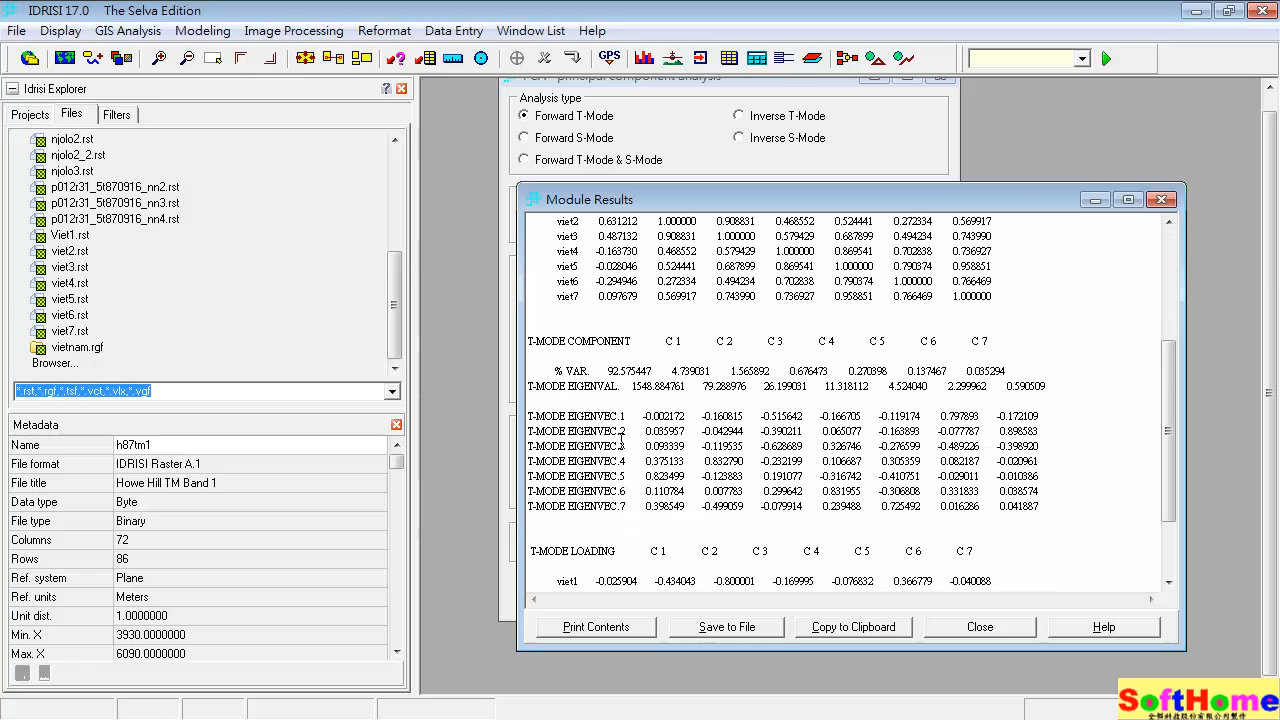 IDRISI 17.0 The Selva Edition
File Display GIS Analysis Modeling Image Processing Reformat Data Entry Window List Help
Idrisi Explorer
Projects Files Filters
njolo2.rst
njolo2_2.rst
njolo3.rst
p012r31_5t870916_nn2.rst
p012r31_5t870916_nn3.rst
p012r31_5t870916_nn4.rst
Viet1.rst
viet2.rst
viet3.rst
viet4.rst
viet5.rst
viet6.rst
viet7.rst
vietnam.rgf
Browse...
*.rst,*.rgf,*.tsf,*.vct,*.vlx,*.vgf
Metadata
Name h87tm1
File format IDRISI Raster A.1
File title Howe Hill TM Band 1
Data type Byte
File type Binary
Columns 72
Rows 86
Ref. system Plane
Ref. units Meters
Unit dist. 1.0000000
Min. X 3930.0000000
Max. X 6090.0000000
PCA - principal component analysis
Analysis type
Forward T-Mode Inverse T-Mode
Forward S-Mode Inverse S-Mode
Forward T-Mode & S-Mode
Module Results
viet2 0.631212 1.000000 0.908831 0.468552 0.524441 0.272334 0.569917
viet3 0.487132 0.908831 1.000000 0.579429 0.687899 0.494234 0.743990
viet4 -0.163730 0.468552 0.579429 1.000000 0.869541 0.702838 0.736927
viet5 -0.028046 0.524441 0.687899 0.869541 1.000000 0.790374 0.958851
viet6 -0.294946 0.272334 0.494234 0.702838 0.790374 1.000000 0.766469
viet7 0.097679 0.569917 0.743990 0.736927 0.958851 0.766469 1.000000
T-MODE COMPONENT C 1 C 2 C 3 C 4 C 5 C 6 C 7
% VAR. 92.575447 4.739031 1.565892 0.676473 0.270398 0.137467 0.035294
T-MODE EIGENVAL. 1548.884761 4.524040 2.299962 0.590509
T-MODE EIGENVEC.1 -0.002172 -0.160815 -0.515642 -0.166705 -0.119174 0.797893 -0.172109
T-MODE EIGENVEC.2 0.035957 -0.042944 -0.390211 0.065077 -0.163893 -0.077787 0.898583
T-MODE EIGENVEC.3 0.093339 -0.119535 -0.628689 0.326746 -0.276599 -0.489226 -0.398920
T-MODE EIGENVEC.4 0.375133 0.832790 -0.232199 0.106687 0.305359 0.082187 -0.020961
T-MODE EIGENVEC.5 0.823499 -0.123883 0.191077 -0.316742 -0.410751 -0.029011 -0.010386
T-MODE EIGENVEC.6 0.110784 0.007783 0.299642 0.831955 -0.306808 0.331833 0.038574
T-MODE EIGENVEC.7 0.398549 -0.499059 -0.079914 0.239488 0.725492 0.016286 0.041887
T-MODE LOADING C 1 C 2 C 3 C 4 C 5 C 6 C 7
viet1 -0.025904 -0.434043 -0.800001 -0.169995 -0.076832 0.366779 -0.040088
Print Contents Save to File Copy to Clipboard Close Help
SoftHome